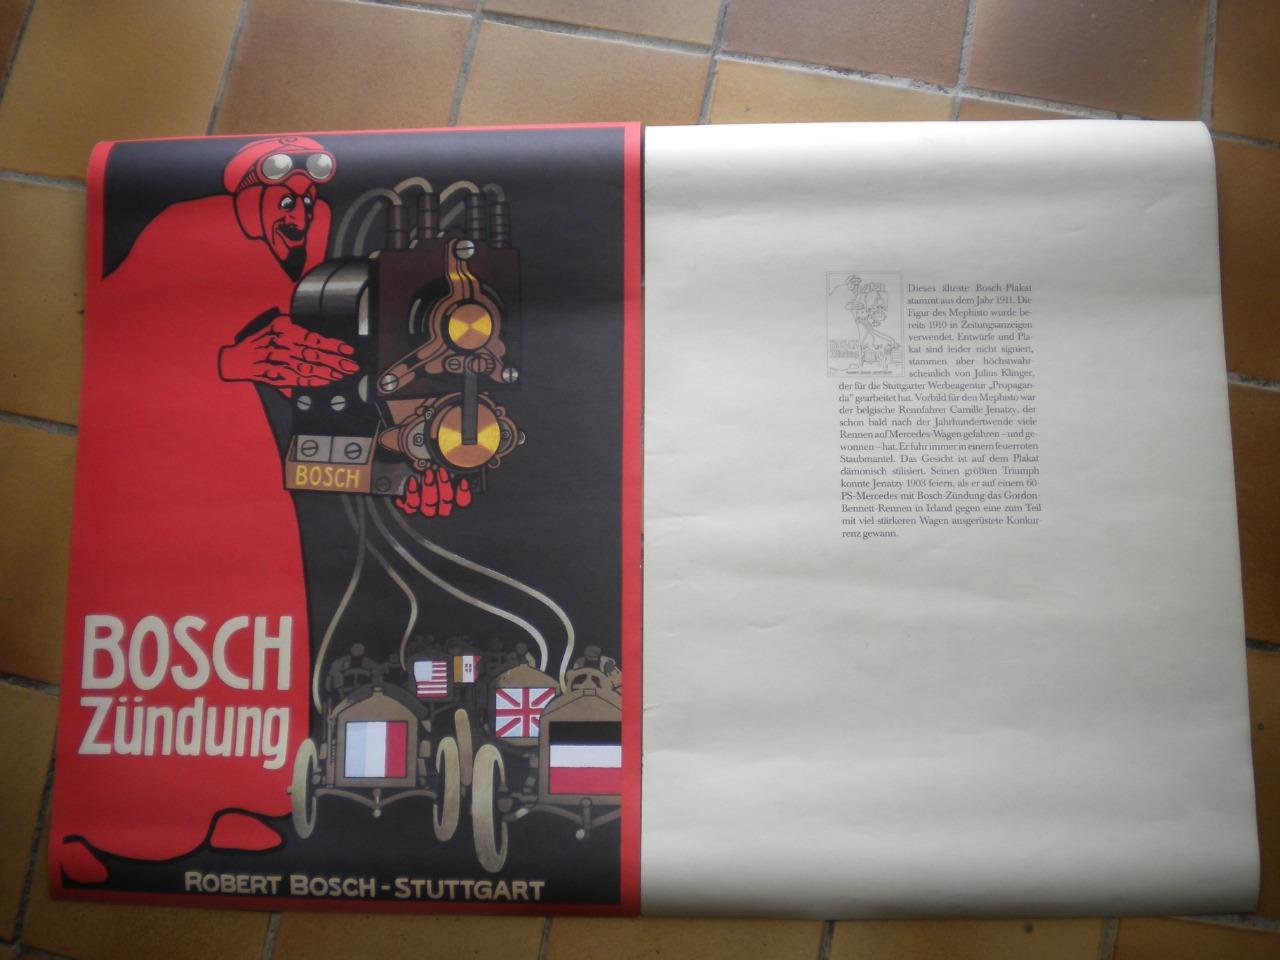 BOSCH
BOSCH
Zündung
ROBERT BOSCH-STUTTGART
Dieses älteste Bosch-Plakat
stammt aus dem Jahr 1911. Die
Figur des Mephisto wurde be-
reits 1910 in Zeitungsanzeigen
verwendet. Entwürfe und Pla-
kat sind leider nicht signiert,
stammen aber höchstwahr-
scheinlich von Julius Klinger,
der für die Stuttgarter Werbeagentur „Propagan-
da" gearbeitet hat. Vorbild für den Mephisto war
der belgische Rennfahrer Camille Jenatzy, der
schon bald nach der Jahrhundertwende viele
Rennen auf Mercedes-Wagen gefahren – und ge-
wonnen – hat. Er fuhr immer in einem feuerroten
Staubmantel. Das Gesicht ist auf dem Plakat
dämonisch stilisiert. Seinen größten Triumph
konnte Jenatzy 1903 feiern, als er auf einem 60-
PS-Mercedes mit Bosch-Zündung das Gordon-
Bennett-Rennen in Irland gegen eine zum Teil
mit viel stärkeren Wagen ausgerüstete Konkur-
renz gewann.
BOSCH
Zündung
ROBERT BOSCH-STUTTGART